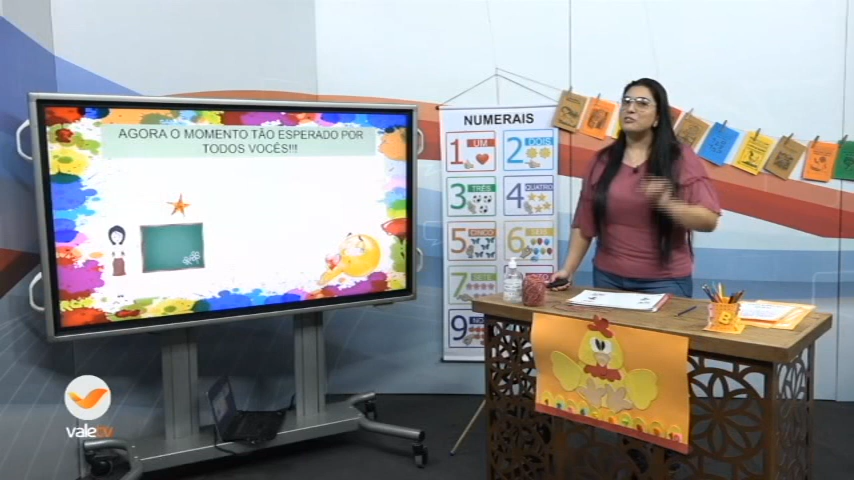 AGORA O MOMENTO TÃO ESPERADO POR
TODOS VOCÊS!!!
NUMERAIS
1 UM
2 DOIS
3 TRÊS
4 QUATRO
5 CINCO
6 SEIS
7 SETE
9
valetv